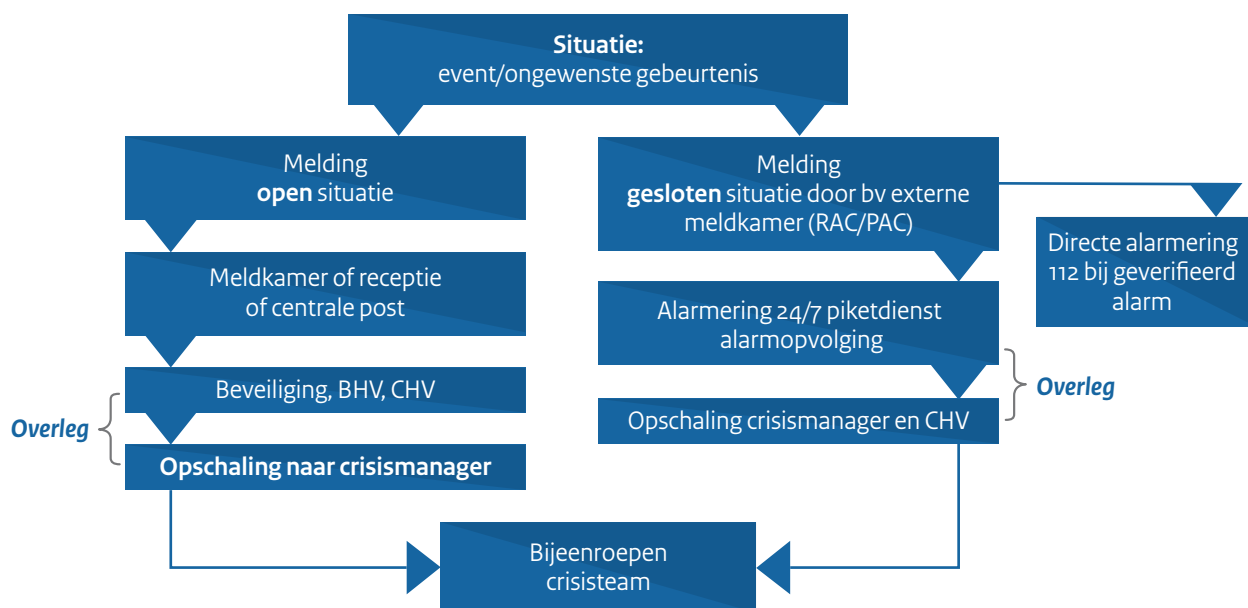 Situatie:
event/ongewenste gebeurtenis
Melding
open situatie
Meldkamer of receptie
of centrale post
Beveiliging, BHV, CHV
Overleg
Opschaling naar crisismanager
Melding
gesloten situatie door bv externe
meldkamer (RAC/PAC)
Directe alarmering
112 bij geverifieerd
alarm
Alarmering 24/7 piketdienst
alarmopvolging
Overleg
Opschaling crisismanager en CHV
Bijeenroepen
crisisteam